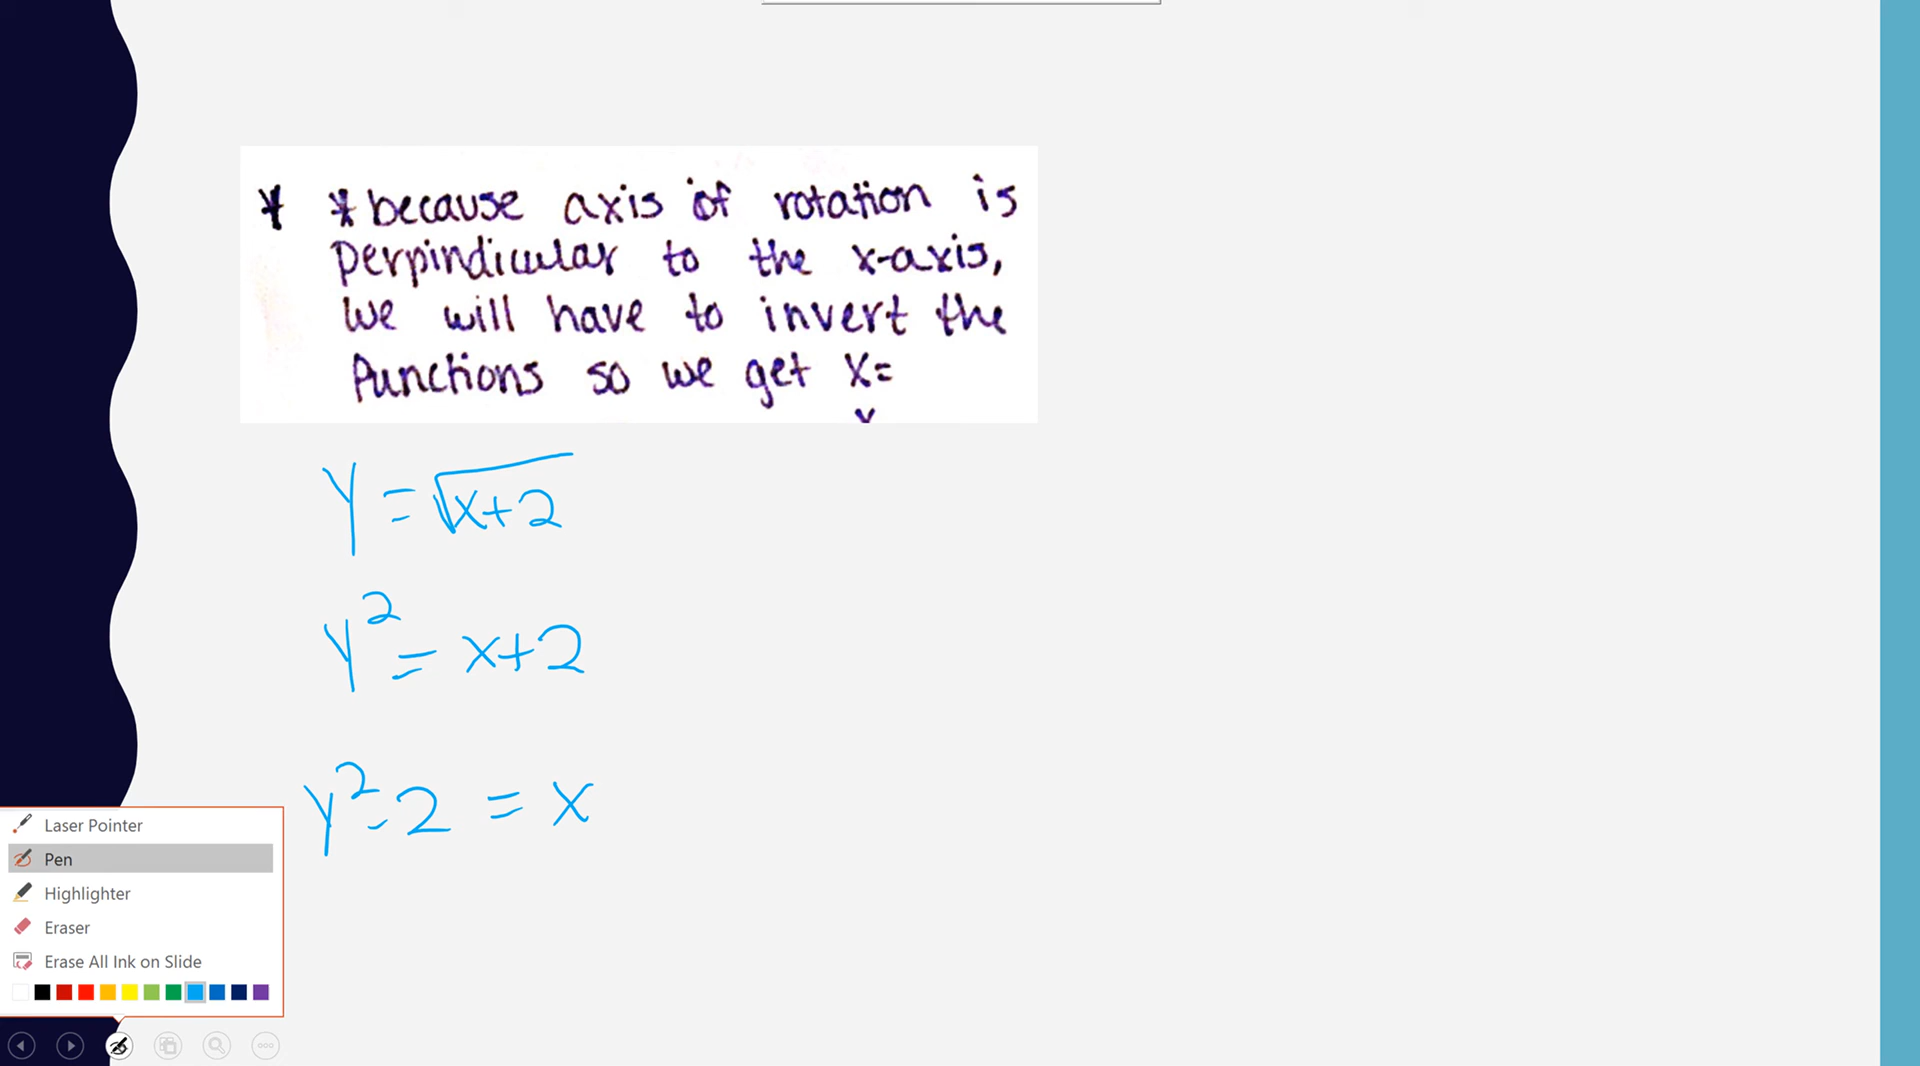 * *because axis of rotation is
perpindicular to the x-axis,
we will have to invert the
functions so we get x=
y = √x+2
y² = x+2
y² - 2 = x
Laser Pointer
Pen
Highlighter
Eraser
Erase All Ink on Slide